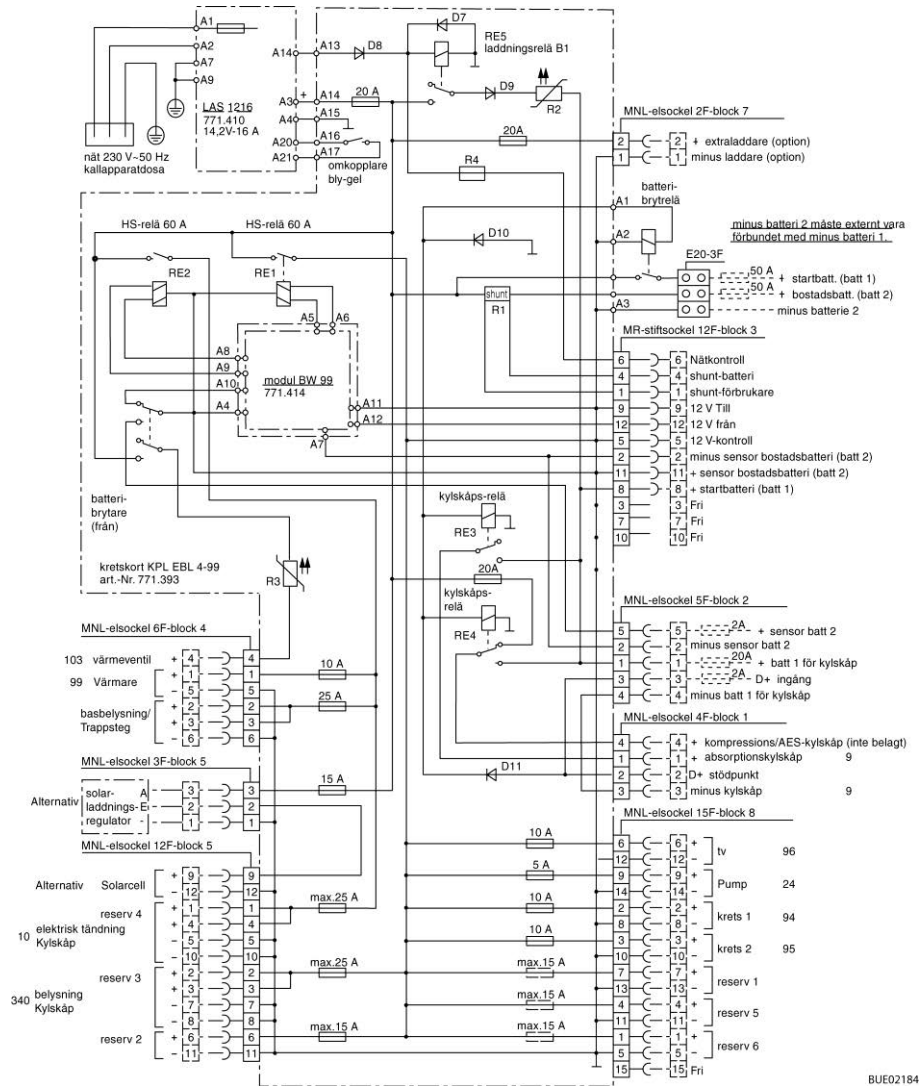 A1
A2
A7
A9
LAS 1216
771.410
14,2V-16 A
nät 230 V~50 Hz
kallapparatdosa
A14
A3 +
A4
A20
A21
A13
A14
A15
A16
A17
omkopplare
bly-gel
D8
D7
RE5
laddningsrelä B1
20 A
D9
R2
20A
R4
MNL-elsockel 2F-block 7
2 2 + extraladdare (option)
1 1 minus laddare (option)
batteri-
brytrelä
A1
A2
minus batteri 2 måste externt vara
förbundet med minus batteri 1.
E20-3F
50 A + startbatt. (batt 1)
50 A + bostadsbatt. (batt 2)
A3
minus batterie 2
D10
shunt
R1
HS-relä 60 A
HS-relä 60 A
RE2
RE1
A5
A6
A8
A9
A10
A4
modul BW 99
771.414
A11
A12
A7
batteri-
brytare
(från)
kretskort KPL EBL 4-99
art.-Nr. 771.393
R3
MR-stiftsockel 12F-block 3
6 6 Nätkontroll
4 4 shunt-batteri
1 1 shunt-förbrukare
9 9 12 V Till
12 12 12 V från
5 5 12 V-kontroll
2 2 minus sensor bostadsbatteri (batt 2)
11 11 + sensor bostadsbatteri (batt 2)
8 8 + startbatteri (batt 1)
3 3 Fri
7 7 Fri
10 10 Fri
kylskåps-relä
RE3
20A
kylskåps-
relä
RE4
D11
MNL-elsockel 5F-block 2
5 5 2A + sensor batt 2
2 2 minus sensor batt 2
1 1 20A + batt 1 för kylskåp
3 3 2A D+ ingång
4 4 minus batt 1 för kylskåp
MNL-elsockel 4F-block 1
4 4 + kompressions/AES-kylskåp (inte belagt)
1 1 + absorptionskylskåp 9
2 2 D+ stödpunkt
3 3 minus kylskåp 9
MNL-elsockel 6F-block 4
103 värmeventil + 4 4
99 Värmare + 1 1 10 A
- 5 5
basbelysning/
Trappsteg
+ 2 2 25 A
+ 3 3
- 6 6
MNL-elsockel 3F-block 5
Alternativ
solar- A 3 3 15 A
laddnings- E 2 2
regulator - 1 1
MNL-elsockel 12F-block 5
Alternativ Solarcell + 9 9
- 12 12
reserv 4 + 1 1 max.25 A
+ 4 4
10 elektrisk tändning
Kylskåp
- 5 5
- 10 10
reserv 3 + 2 2 max.25 A
+ 3 3
340 belysning
Kylskåp
- 7 7
- 8 8
reserv 2 + 6 6 max.15 A
- 11 11
MNL-elsockel 15F-block 8
10 A 6 6 +
12 12 -
tv 96
5 A 9 9 +
14 14 -
Pump 24
10 A 2 2 +
8 8 -
krets 1 94
10 A 3 3 +
10 10 -
krets 2 95
max.15 A 7 7 +
13 13 -
reserv 1
max.15 A 4 4 +
11 11 -
reserv 5
max.15 A 1 1 +
5 5 -
reserv 6
15 15 Fri
BUE02184